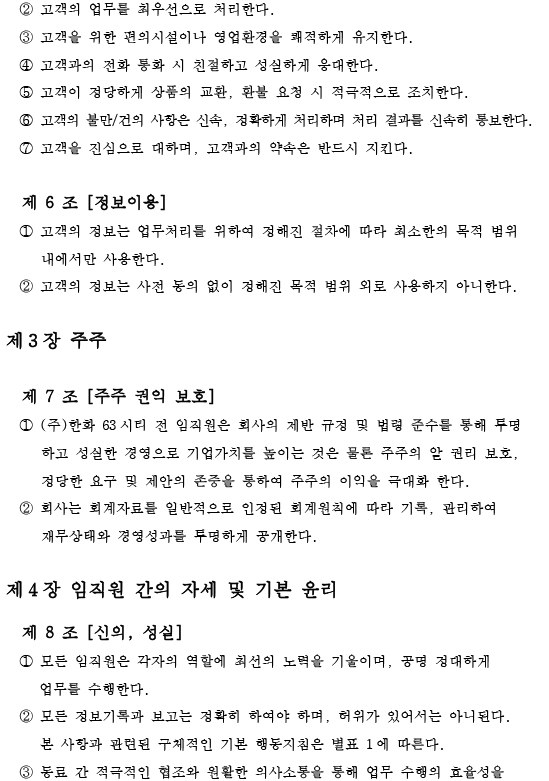 ② 고객의 업무를 최우선으로 처리한다.
③ 고객을 위한 편의시설이나 영업환경을 쾌적하게 유지한다.
④ 고객과의 전화 통화 시 친절하고 성실하게 응대한다.
⑤ 고객이 정당하게 상품의 교환, 환불 요청 시 적극적으로 조치한다.
⑥ 고객의 불만/건의 사항은 신속, 정확하게 처리하며 처리 결과를 신속히 통보한다.
⑦ 고객을 진심으로 대하며, 고객과의 약속은 반드시 지킨다.
제 6 조 [정보이용]
① 고객의 정보는 업무처리를 위하여 정해진 절차에 따라 최소한의 목적 범위
내에서만 사용한다.
② 고객의 정보는 사전 동의 없이 정해진 목적 범위 외로 사용하지 아니한다.
제3장 주주
제 7 조 [주주 권익 보호]
① (주)한화 63시티 전 임직원은 회사의 제반 규정 및 법령 준수를 통해 투명
하고 성실한 경영으로 기업가치를 높이는 것은 물론 주주의 알 권리 보호,
정당한 요구 및 제안의 존중을 통하여 주주의 이익을 극대화 한다.
② 회사는 회계자료를 일반적으로 인정된 회계원칙에 따라 기록, 관리하여
재무상태와 경영성과를 투명하게 공개한다.
제4장 임직원 간의 자세 및 기본 윤리
제 8 조 [신의, 성실]
① 모든 임직원은 각자의 역할에 최선의 노력을 기울이며, 공명 정대하게
업무를 수행한다.
② 모든 정보기록과 보고는 정확히 하여야 하며, 허위가 있어서는 아니된다.
본 사항과 관련된 구체적인 기본 행동지침은 별표 1에 따른다.
③ 동료 간 적극적인 협조와 원활한 의사소통을 통해 업무 수행의 효율성을